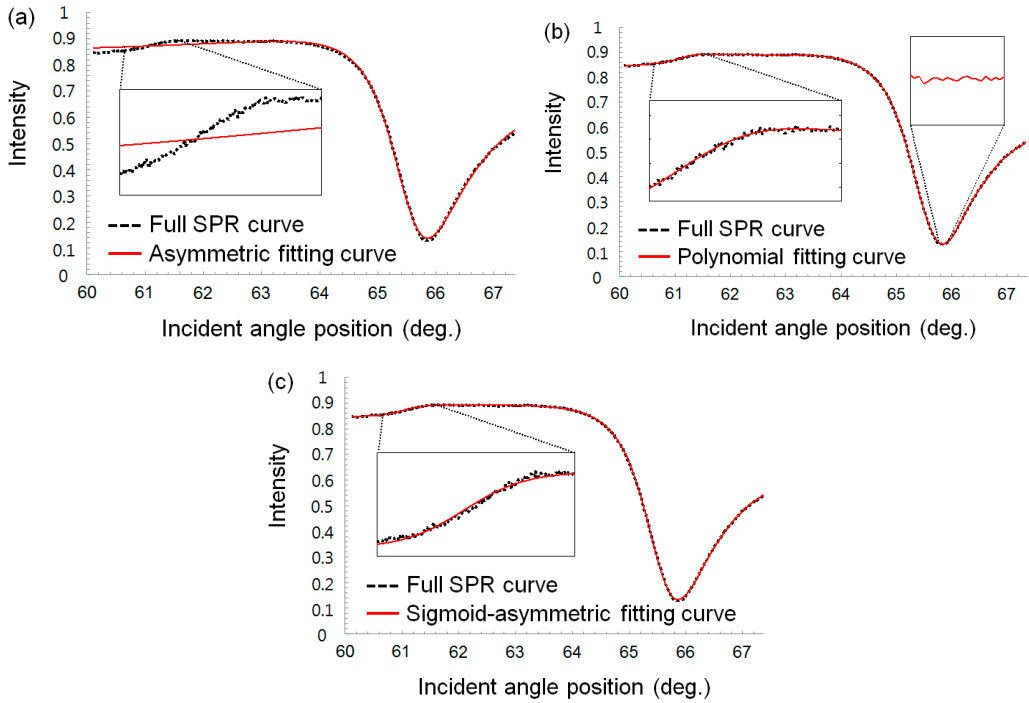 (a)
1
0.9
0.8
0.7
0.6
0.5
0.4
0.3
0.2
0.1
0
Intensity
Full SPR curve
Asymmetric fitting curve
60 61 62 63 64 65 66 67
Incident angle position (deg.)
(b)
1
0.9
0.8
0.7
0.6
0.5
0.4
0.3
0.2
0.1
0
Intensity
Full SPR curve
Polynomial fitting curve
60 61 62 63 64 65 66 67
Incident angle position (deg.)
(c)
1
0.9
0.8
0.7
0.6
0.5
0.4
0.3
0.2
0.1
0
Intensity
Full SPR curve
Sigmoid-asymmetric fitting curve
60 61 62 63 64 65 66 67
Incident angle position (deg.)